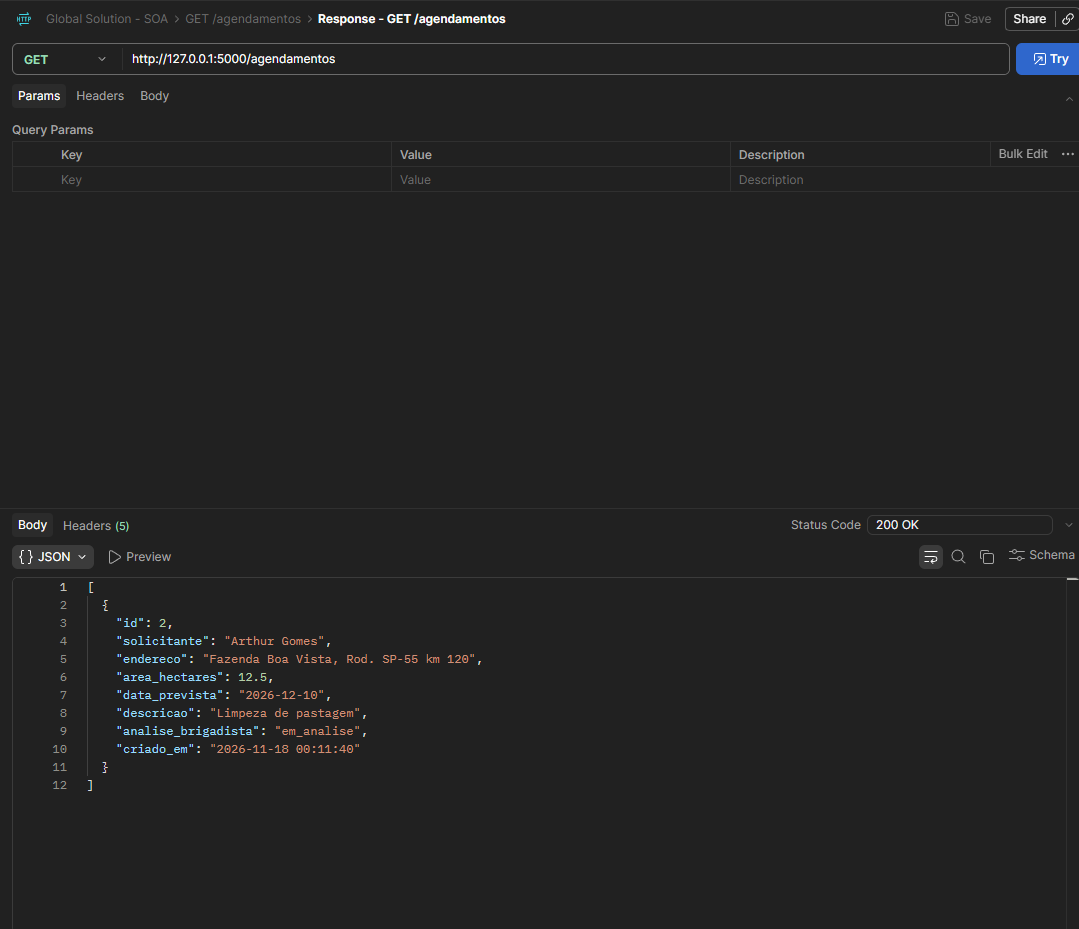 HTTP Global Solution - SOA > GET /agendamentos > Response - GET /agendamentos Save Share
GET http://127.0.0.1:5000/agendamentos Try
Params Headers Body
Query Params
Key Value Description Bulk Edit ...
Key Value Description
Body Headers (5) Status Code 200 OK
{} JSON Preview Schema
1 [
2 {
3 "id": 2,
4 "solicitante": "Arthur Gomes",
5 "endereco": "Fazenda Boa Vista, Rod. SP-55 km 120",
6 "area_hectares": 12.5,
7 "data_prevista": "2026-12-10",
8 "descricao": "Limpeza de pastagem",
9 "analise_brigadista": "em_analise",
10 "criado_em": "2026-11-18 00:11:40"
11 }
12 ]